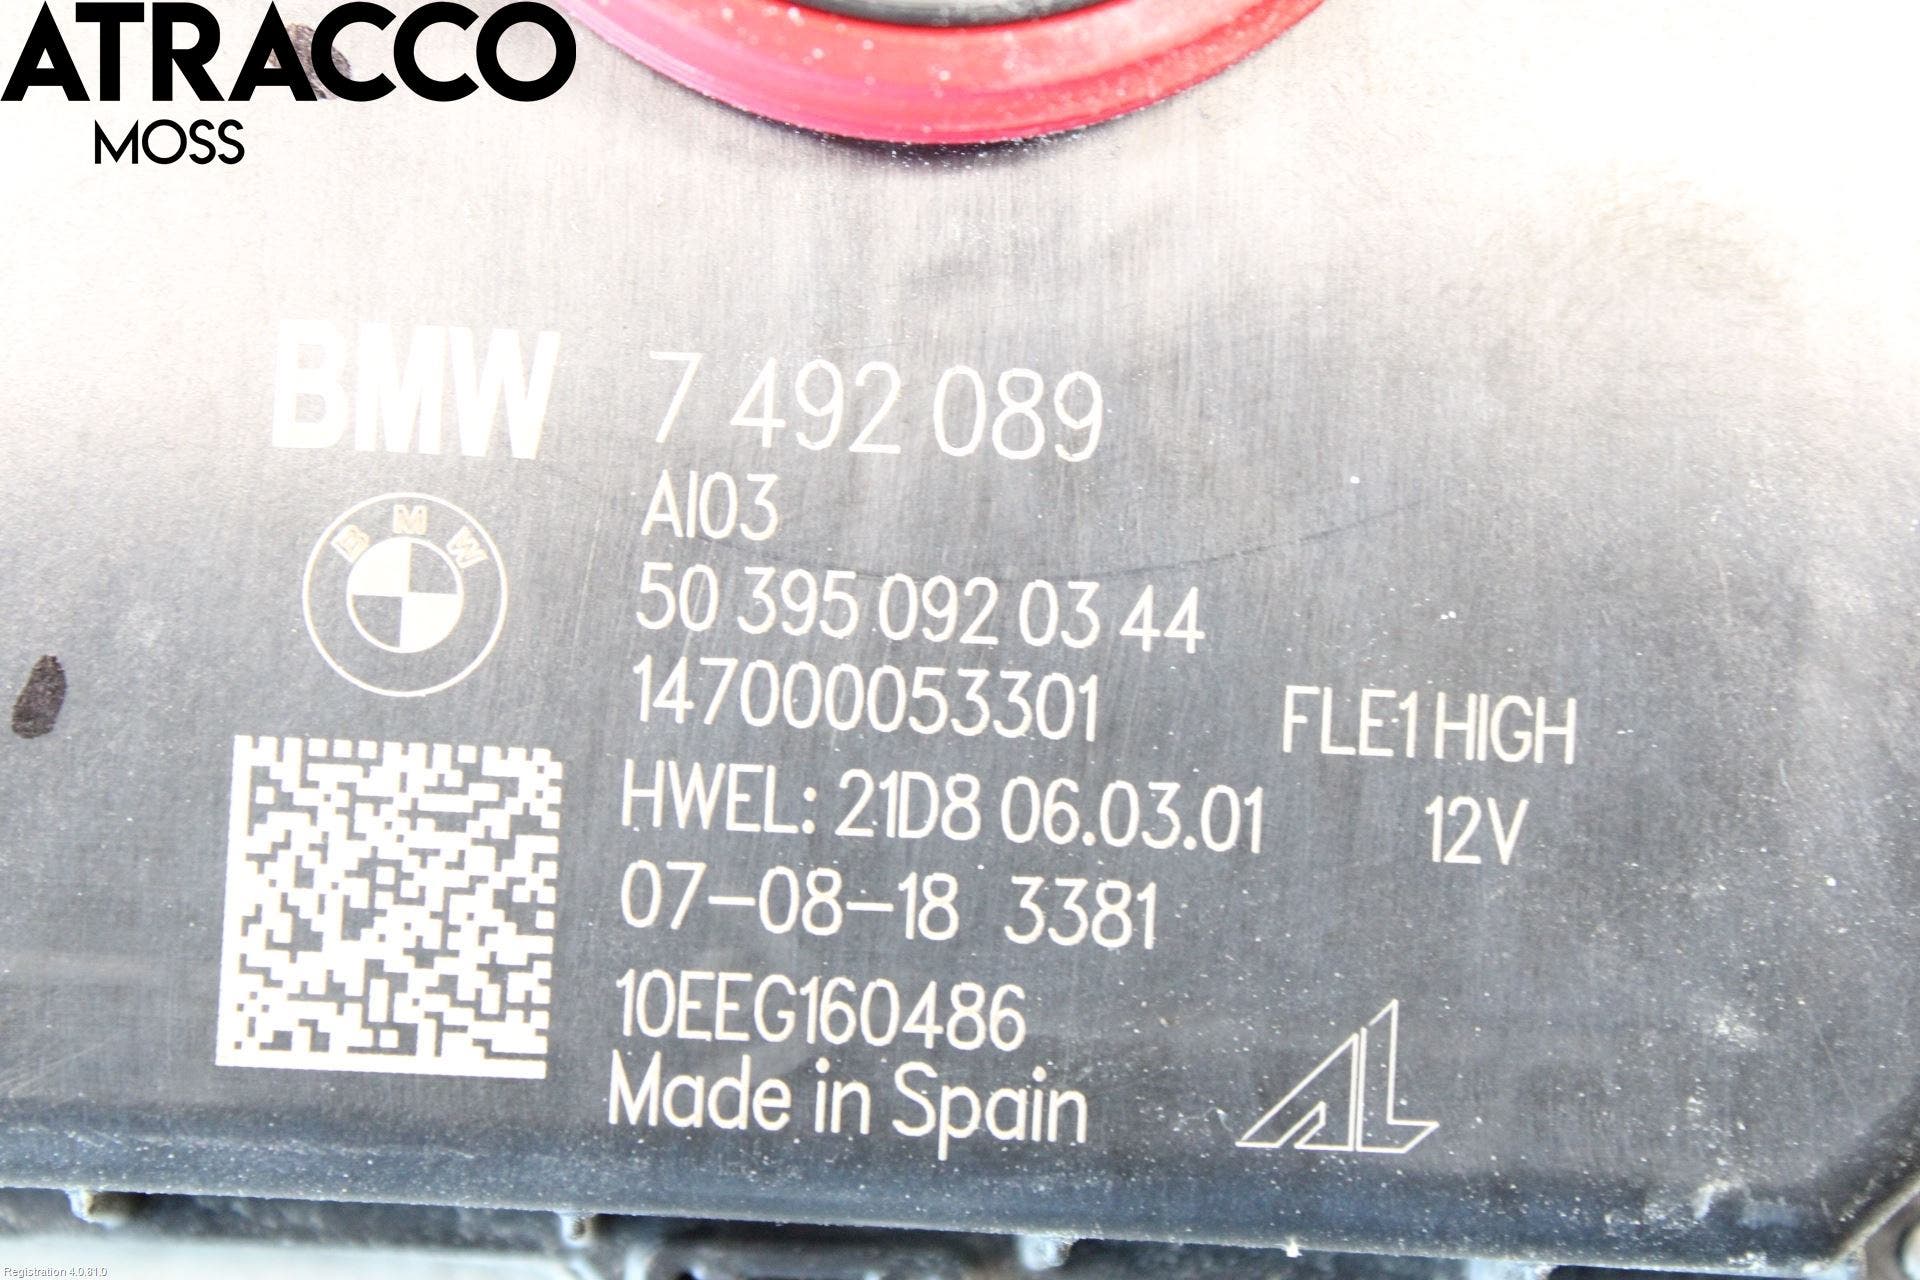 ATRACCO
MOSS
BMW 7 492 089
AI03
B M W
50 395 092 03 44
147000053301 FLE1 HIGH
HWEL: 21D8 06.03.01 12V
07-08-18 3381
10EEG160486
Made in Spain
AL
Registration 4.0.81.0